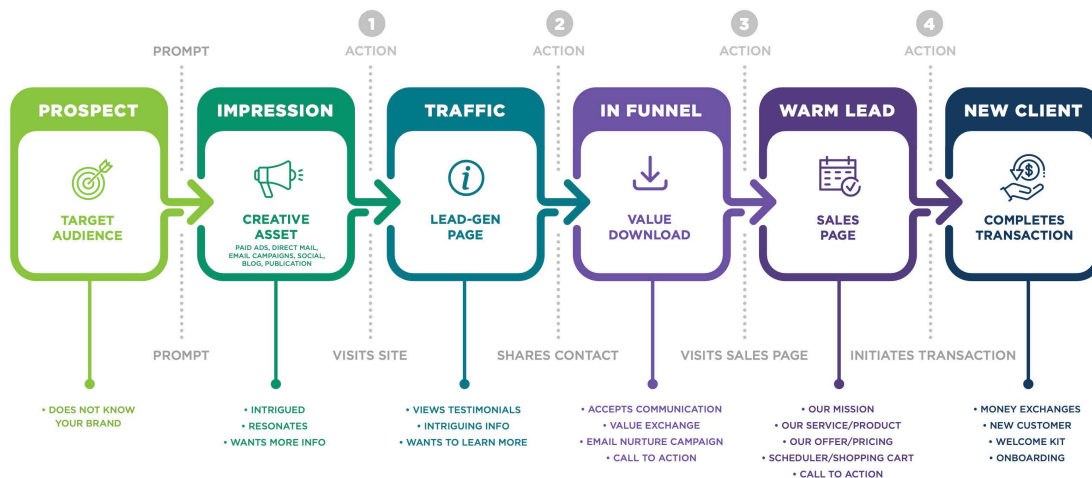 1
2
3
4
PROMPT
ACTION
ACTION
ACTION
ACTION
PROSPECT
IMPRESSION
TRAFFIC
IN FUNNEL
WARM LEAD
NEW CLIENT
TARGET
AUDIENCE
CREATIVE
ASSET
PAID ADS, DIRECT MAIL,
EMAIL CAMPAIGNS, SOCIAL,
BLOG, PUBLICATION
i
LEAD-GEN
PAGE
VALUE
DOWNLOAD
SALES
PAGE
$
COMPLETES
TRANSACTION
PROMPT
VISITS SITE
SHARES CONTACT
VISITS SALES PAGE
INITIATES TRANSACTION
• DOES NOT KNOW
YOUR BRAND
• INTRIGUED
• RESONATES
• WANTS MORE INFO
• VIEWS TESTIMONIALS
• INTRIGUING INFO
• WANTS TO LEARN MORE
• ACCEPTS COMMUNICATION
• VALUE EXCHANGE
• EMAIL NURTURE CAMPAIGN
• CALL TO ACTION
• OUR MISSION
• OUR SERVICE/PRODUCT
• OUR OFFER/PRICING
• SCHEDULER/SHOPPING CART
• CALL TO ACTION
• MONEY EXCHANGES
• NEW CUSTOMER
• WELCOME KIT
• ONBOARDING